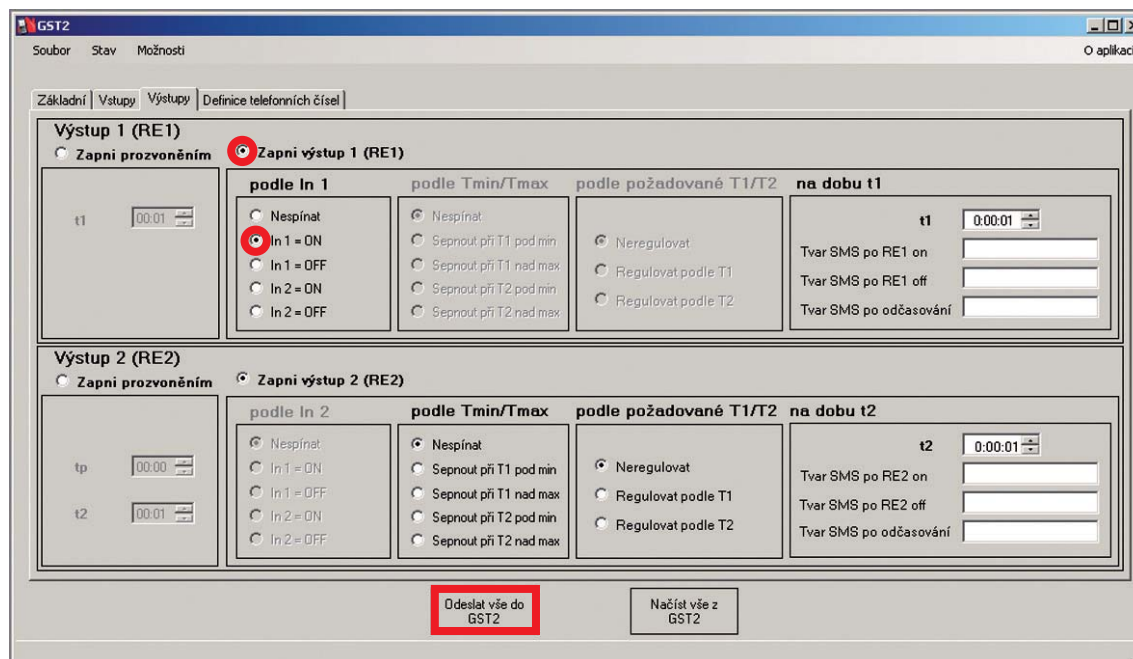 GST2
Soubor Stav Možnosti O aplikaci
Základní Vstupy Výstupy Definice telefonních čísel
Výstup 1 (RE1)
Zapni prozvoněním Zapni výstup 1 (RE1)
podle In 1 podle Tmin/Tmax podle požadované T1/T2 na dobu t1
t1 00:01 Nespínat Nespínat t1 0:00:01
In 1 = ON Sepnout při T1 pod min Neregulovat Tvar SMS po RE1 on
In 1 = OFF Sepnout při T1 nad max Regulovat podle T1 Tvar SMS po RE1 off
In 2 = ON Sepnout při T2 pod min Regulovat podle T2
In 2 = OFF Sepnout při T2 nad max Tvar SMS po odčasování
Výstup 2 (RE2)
Zapni prozvoněním Zapni výstup 2 (RE2)
podle In 2 podle Tmin/Tmax podle požadované T1/T2 na dobu t2
Nespínat Nespínat t2 0:00:01
tp 00:00 In 1 = ON Sepnout při T1 pod min Neregulovat Tvar SMS po RE2 on
In 1 = OFF Sepnout při T1 nad max Regulovat podle T1 Tvar SMS po RE2 off
t2 00:01 In 2 = ON Sepnout při T2 pod min Regulovat podle T2 Tvar SMS po odčasování
In 2 = OFF Sepnout při T2 nad max
Odeslat vše do Načíst vše z
GST2 GST2